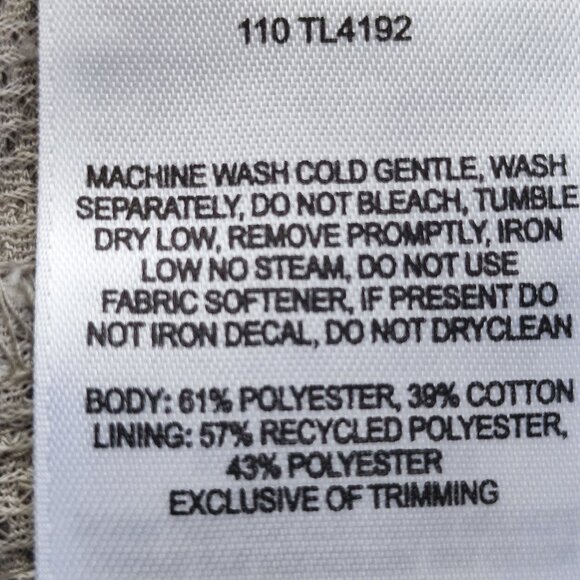 110 TL4192
MACHINE WASH COLD GENTLE, WASH
SEPARATELY, DO NOT BLEACH, TUMBLE
DRY LOW, REMOVE PROMPTLY, IRON
LOW NO STEAM, DO NOT USE
FABRIC SOFTENER, IF PRESENT DO
NOT IRON DECAL, DO NOT DRYCLEAN
BODY: 61% POLYESTER, 39% COTTON
LINING: 57% RECYCLED POLYESTER,
43% POLYESTER
EXCLUSIVE OF TRIMMING